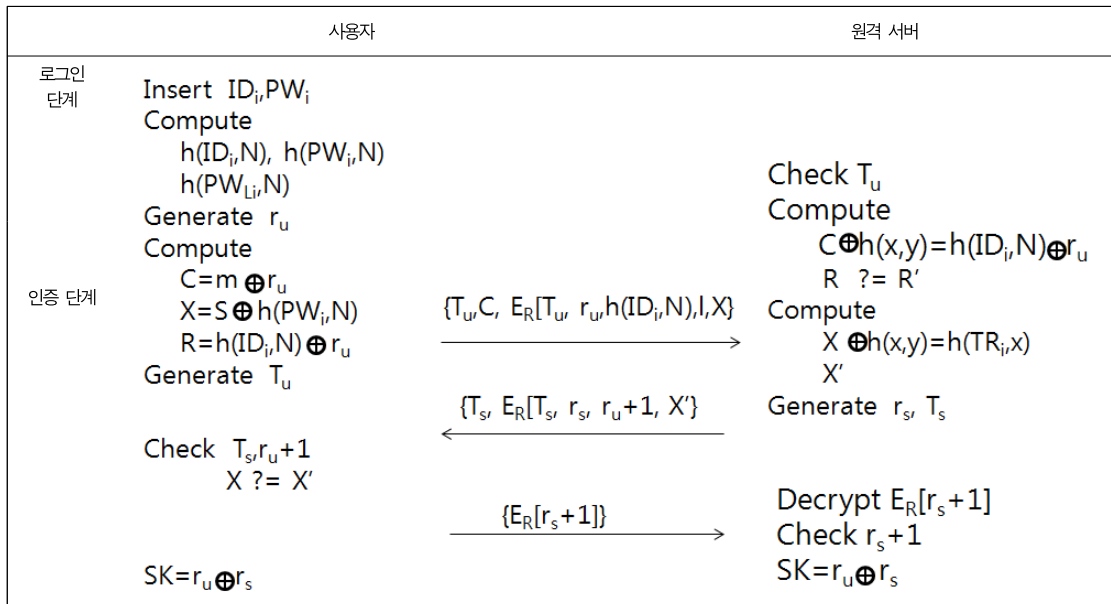 사용자
원격 서버
로그인
단계
Insert ID_i,PW_i
Compute
h(ID_i,N), h(PW_i,N)
h(PW_Li,N)
Generate r_u
인증 단계
Compute
C=m⊕r_u
X=S⊕h(PW_i,N)
R=h(ID_i,N)⊕r_u
Generate T_u
{T_u,C, E_R[T_u, r_u,h(ID_i,N),I,X}
Check T_u
Compute
C⊕h(x,y)=h(ID_i,N)⊕r_u
R ?= R'
Compute
X⊕h(x,y)=h(TR_i,x)
X'
Generate r_s, T_s
{T_s, E_R[T_s, r_s, r_u+1, X'}
Check T_s,r_u+1
X ?= X'
{E_R[r_s+1]}
Decrypt E_R[r_s+1]
Check r_s+1
SK=r_u⊕r_s
SK=r_u⊕r_s